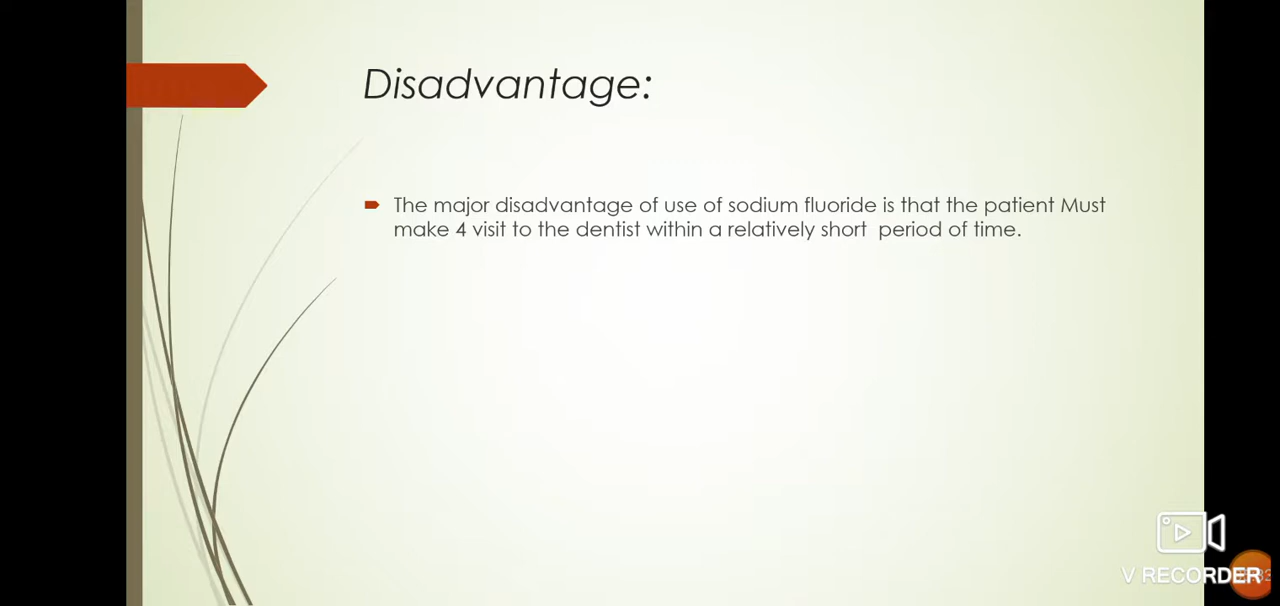 Disadvantage:
The major disadvantage of use of sodium fluoride is that the patient Must
make 4 visit to the dentist within a relatively short period of time.
V RECORDER